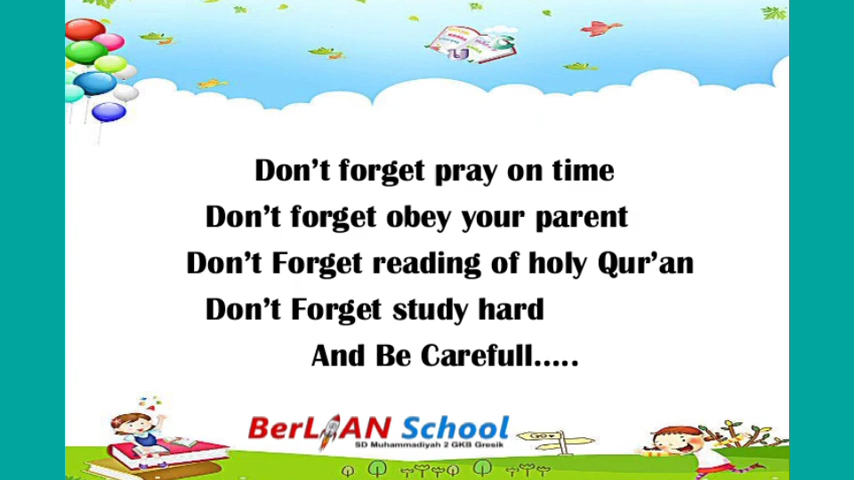 Don't forget pray on time
Don't forget obey your parent
Don't Forget reading of holy Qur'an
Don't Forget study hard
And Be Carefull.....
BerLIAN School
SD Muhammadiyah 2 GKB Gresik